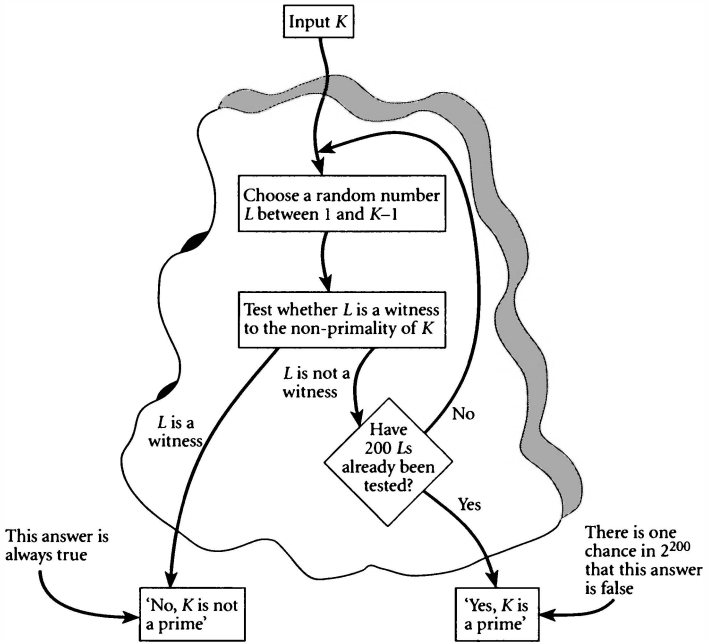 Input K
Choose a random number
L between 1 and K–1
Test whether L is a witness
to the non-primality of K
L is not a
witness
L is a
witness
No
Have
200 Ls
already been
tested?
Yes
This answer is
always true
There is one
chance in 2²⁰⁰
that this answer
is false
‘No, K is not
a prime’
‘Yes, K is
a prime’